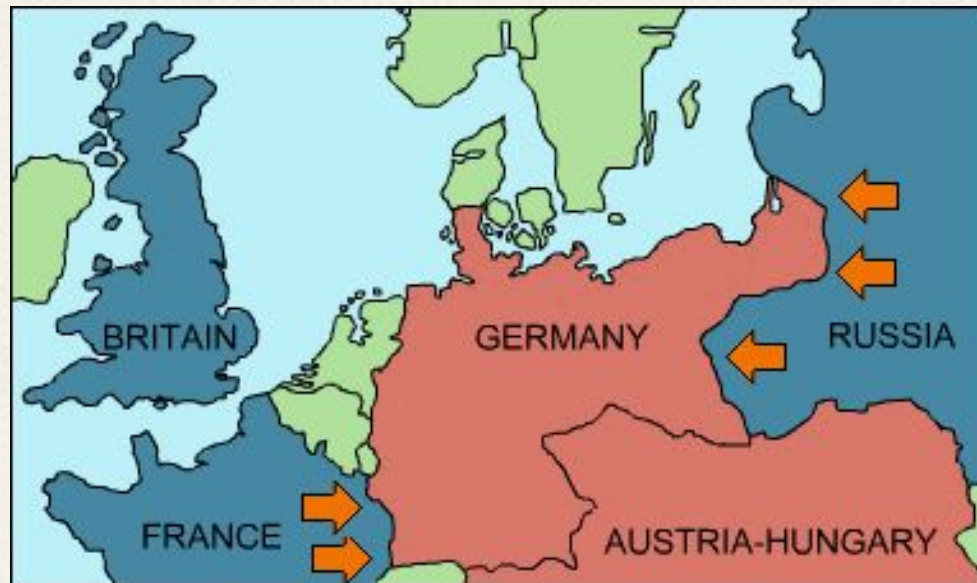 BRITAIN
GERMANY
RUSSIA
FRANCE
AUSTRIA-HUNGARY